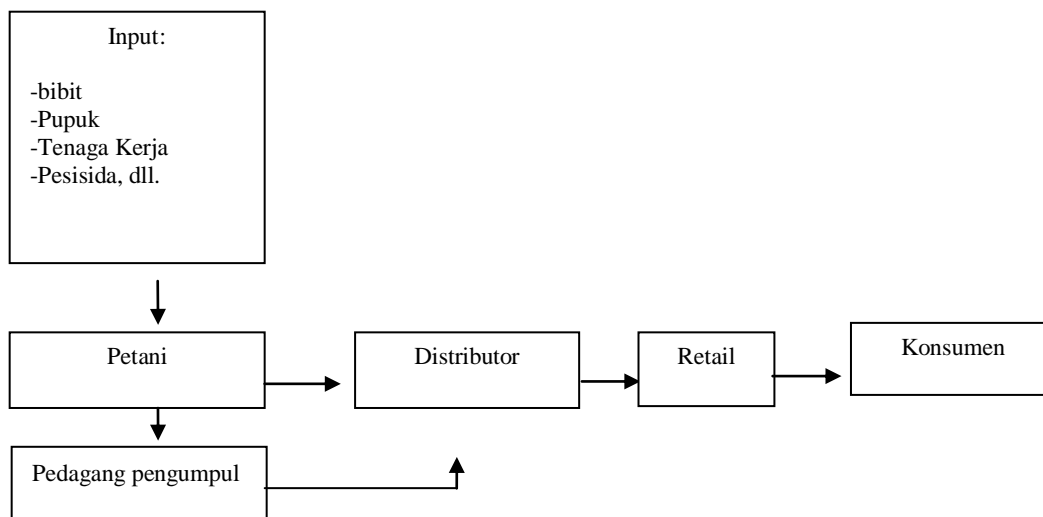 Input:
-bibit
-Pupuk
-Tenaga Kerja
-Pesisida, dll.
Petani
Distributor
Retail
Konsumen
Pedagang pengumpul